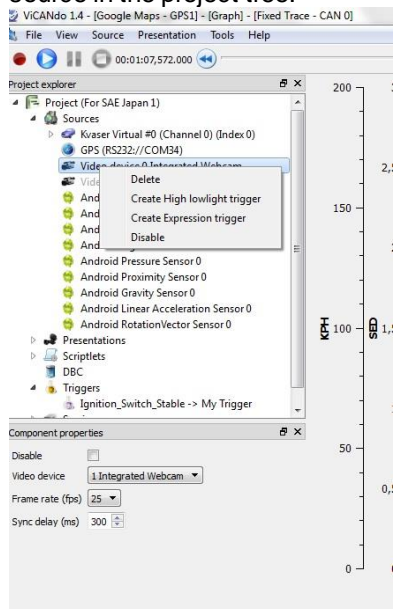 source in the project tree.
ViCANdo 1.4 - [Google Maps - GPS1] - [Graph] - [Fixed Trace - CAN 0]
File View Source Presentation Tools Help
00:01:07,572.000
Project explorer
Project (For SAE Japan 1)
Sources
Kvaser Virtual #0 (Channel 0) (Index 0)
GPS (RS232://COM34)
Video device 0 Integrated Webcam
Delete
Create High lowlight trigger
Create Expression trigger
Disable
Android Pressure Sensor 0
Android Proximity Sensor 0
Android Gravity Sensor 0
Android Linear Acceleration Sensor 0
Android RotationVector Sensor 0
Presentations
Scriptlets
DBC
Triggers
Ignition_Switch_Stable -> My Trigger
Component properties
Disable
Video device 1 Integrated Webcam
Frame rate (fps) 25
Sync delay (ms) 300
200
150
KPH 100
50
0
SED
2,5
2
1,5
0,5